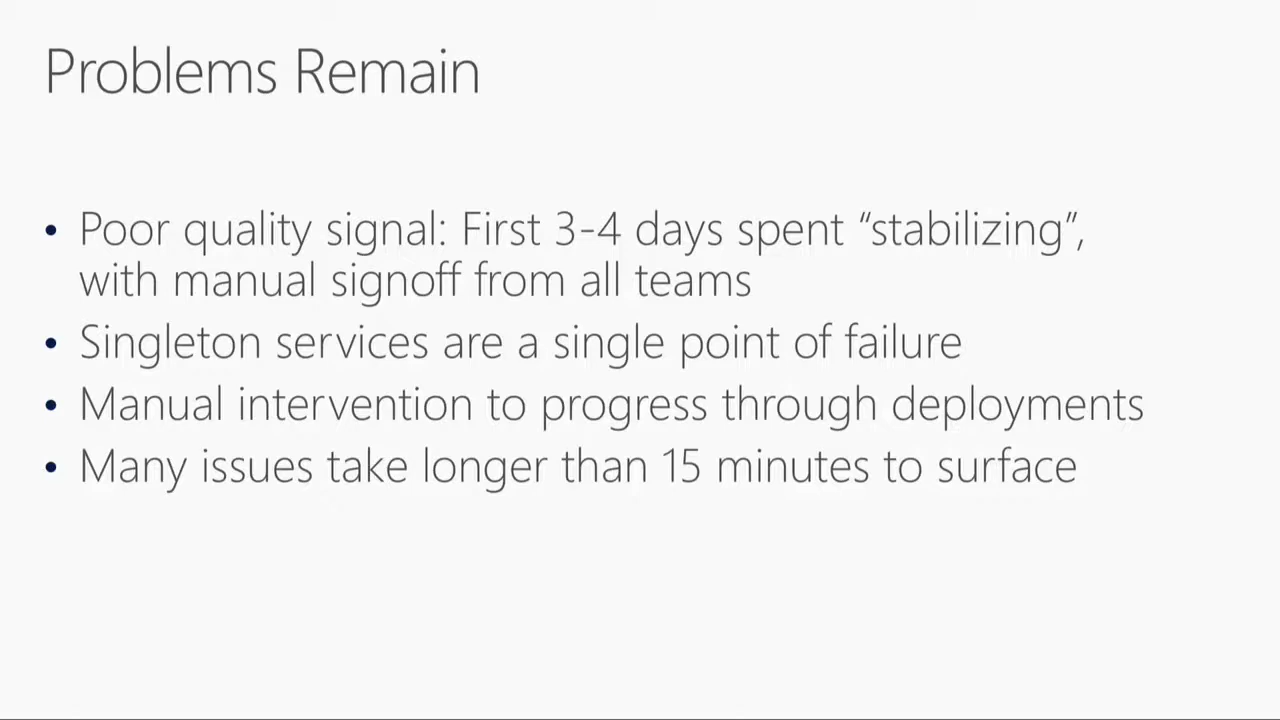 Problems Remain
• Poor quality signal: First 3-4 days spent “stabilizing”,
with manual signoff from all teams
• Singleton services are a single point of failure
• Manual intervention to progress through deployments
• Many issues take longer than 15 minutes to surface